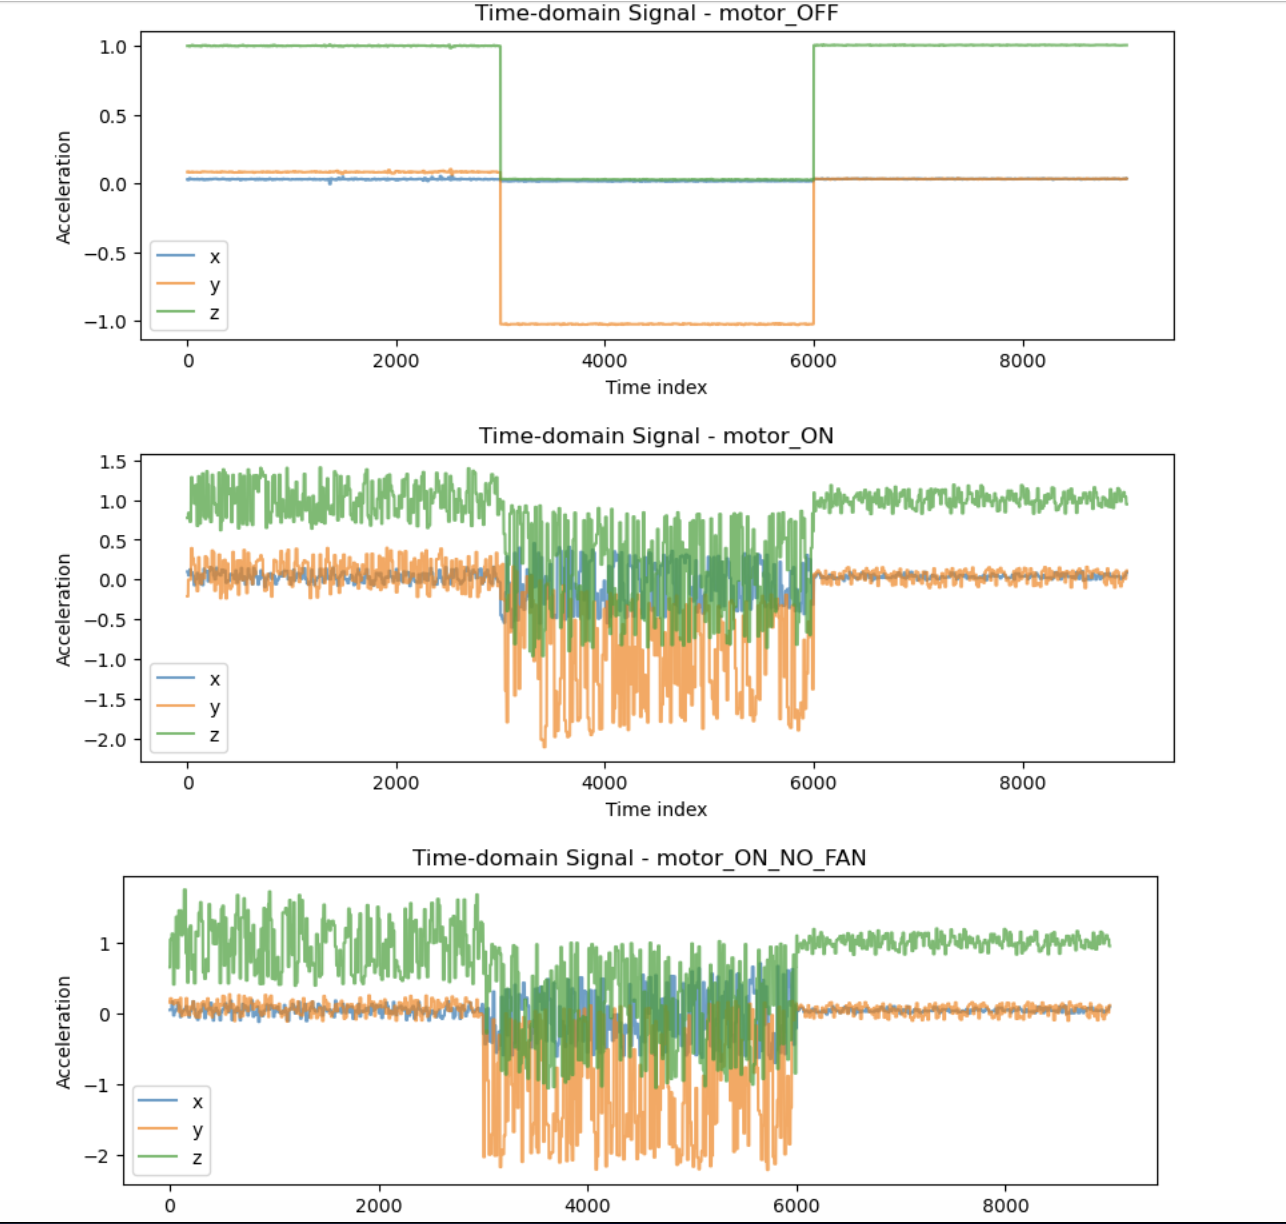 Time-domain Signal - motor_OFF
1.0
0.5
0.0
−0.5
−1.0
Acceleration
x
y
z
0 2000 4000 6000 8000
Time index
Time-domain Signal - motor_ON
1.5
1.0
0.5
0.0
−0.5
−1.0
−1.5
−2.0
Acceleration
x
y
z
0 2000 4000 6000 8000
Time index
Time-domain Signal - motor_ON_NO_FAN
1
0
−1
−2
Acceleration
x
y
z
0 2000 4000 6000 8000